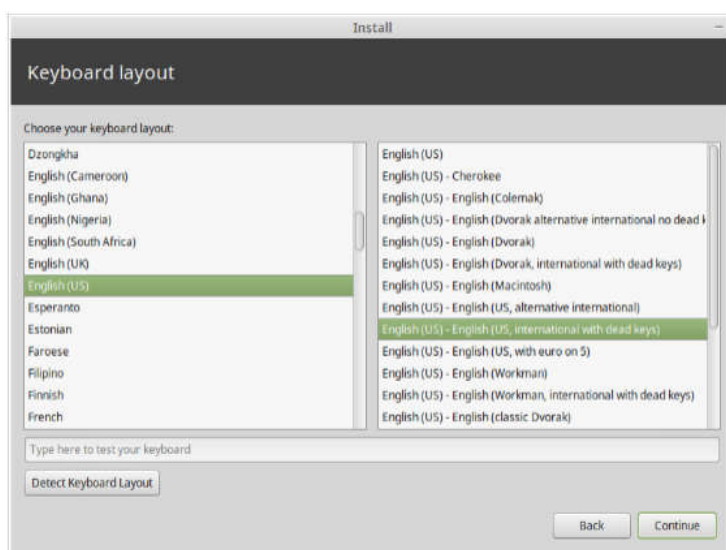 Install
Keyboard layout
Choose your keyboard layout:
Dzongkha
English (Cameroon)
English (Ghana)
English (Nigeria)
English (South Africa)
English (UK)
English (US)
Esperanto
Estonian
Faroese
Filipino
Finnish
French
English (US)
English (US) - Cherokee
English (US) - English (Colemak)
English (US) - English (Dvorak alternative international no dead k
English (US) - English (Dvorak)
English (US) - English (Dvorak, international with dead keys)
English (US) - English (Macintosh)
English (US) - English (US, alternative international)
English (US) - English (US, international with dead keys)
English (US) - English (US, with euro on 5)
English (US) - English (Workman)
English (US) - English (Workman, international with dead keys)
English (US) - English (classic Dvorak)
Type here to test your keyboard
Detect Keyboard Layout
Back
Continue